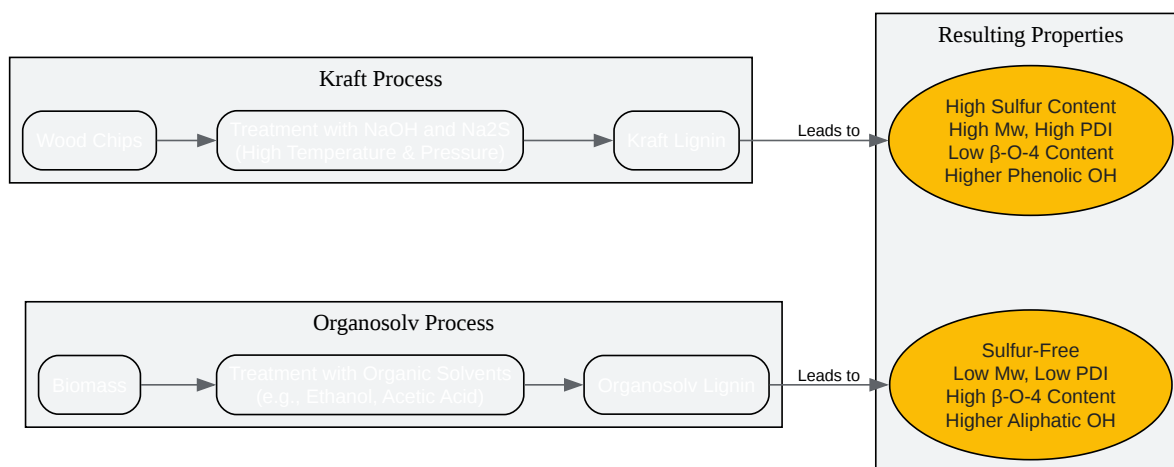 Resulting Properties
Kraft Process
Wood Chips
Treatment with NaOH and Na2S
(High Temperature & Pressure)
Kraft Lignin
Leads to
High Sulfur Content
High Mw, High PDI
Low β-O-4 Content
Higher Phenolic OH
Organosolv Process
Biomass
Treatment with Organic Solvents
(e.g., Ethanol, Acetic Acid)
Organosolv Lignin
Leads to
Sulfur-Free
Low Mw, Low PDI
High β-O-4 Content
Higher Aliphatic OH